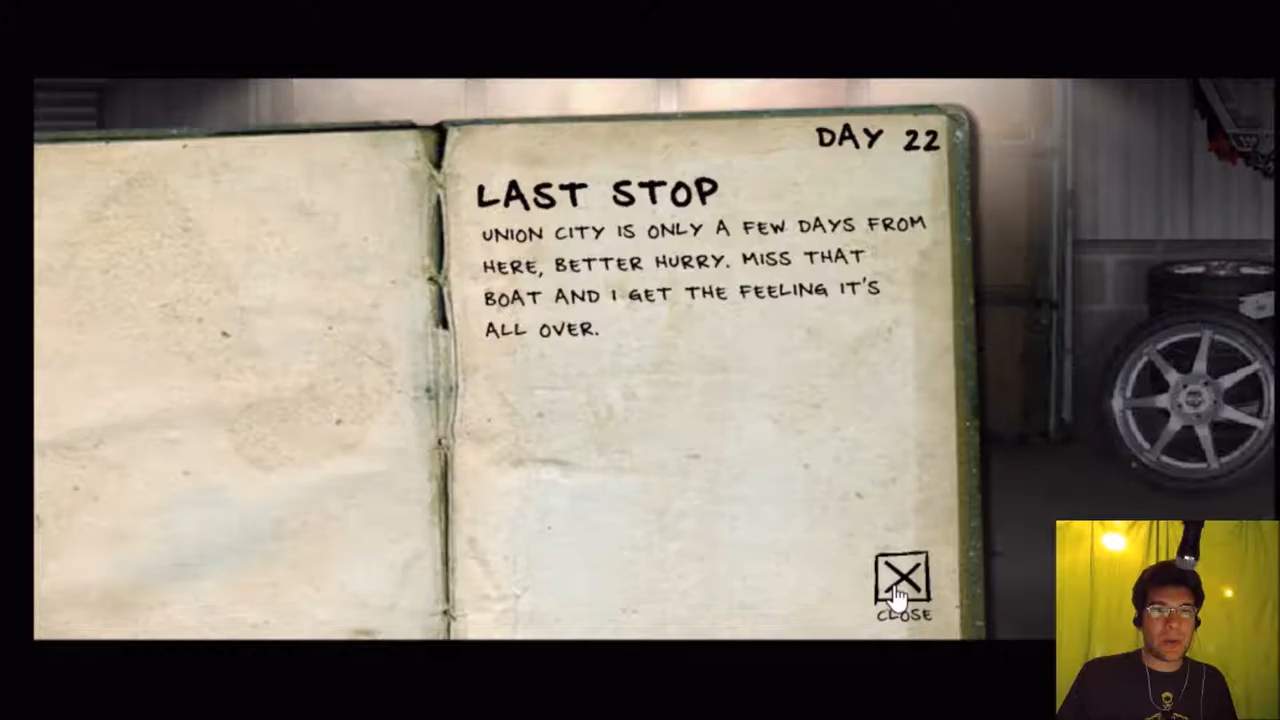 DAY 22
LAST STOP
UNION CITY IS ONLY A FEW DAYS FROM
HERE, BETTER HURRY. MISS THAT
BOAT AND I GET THE FEELING IT'S
ALL OVER.
CLOSE